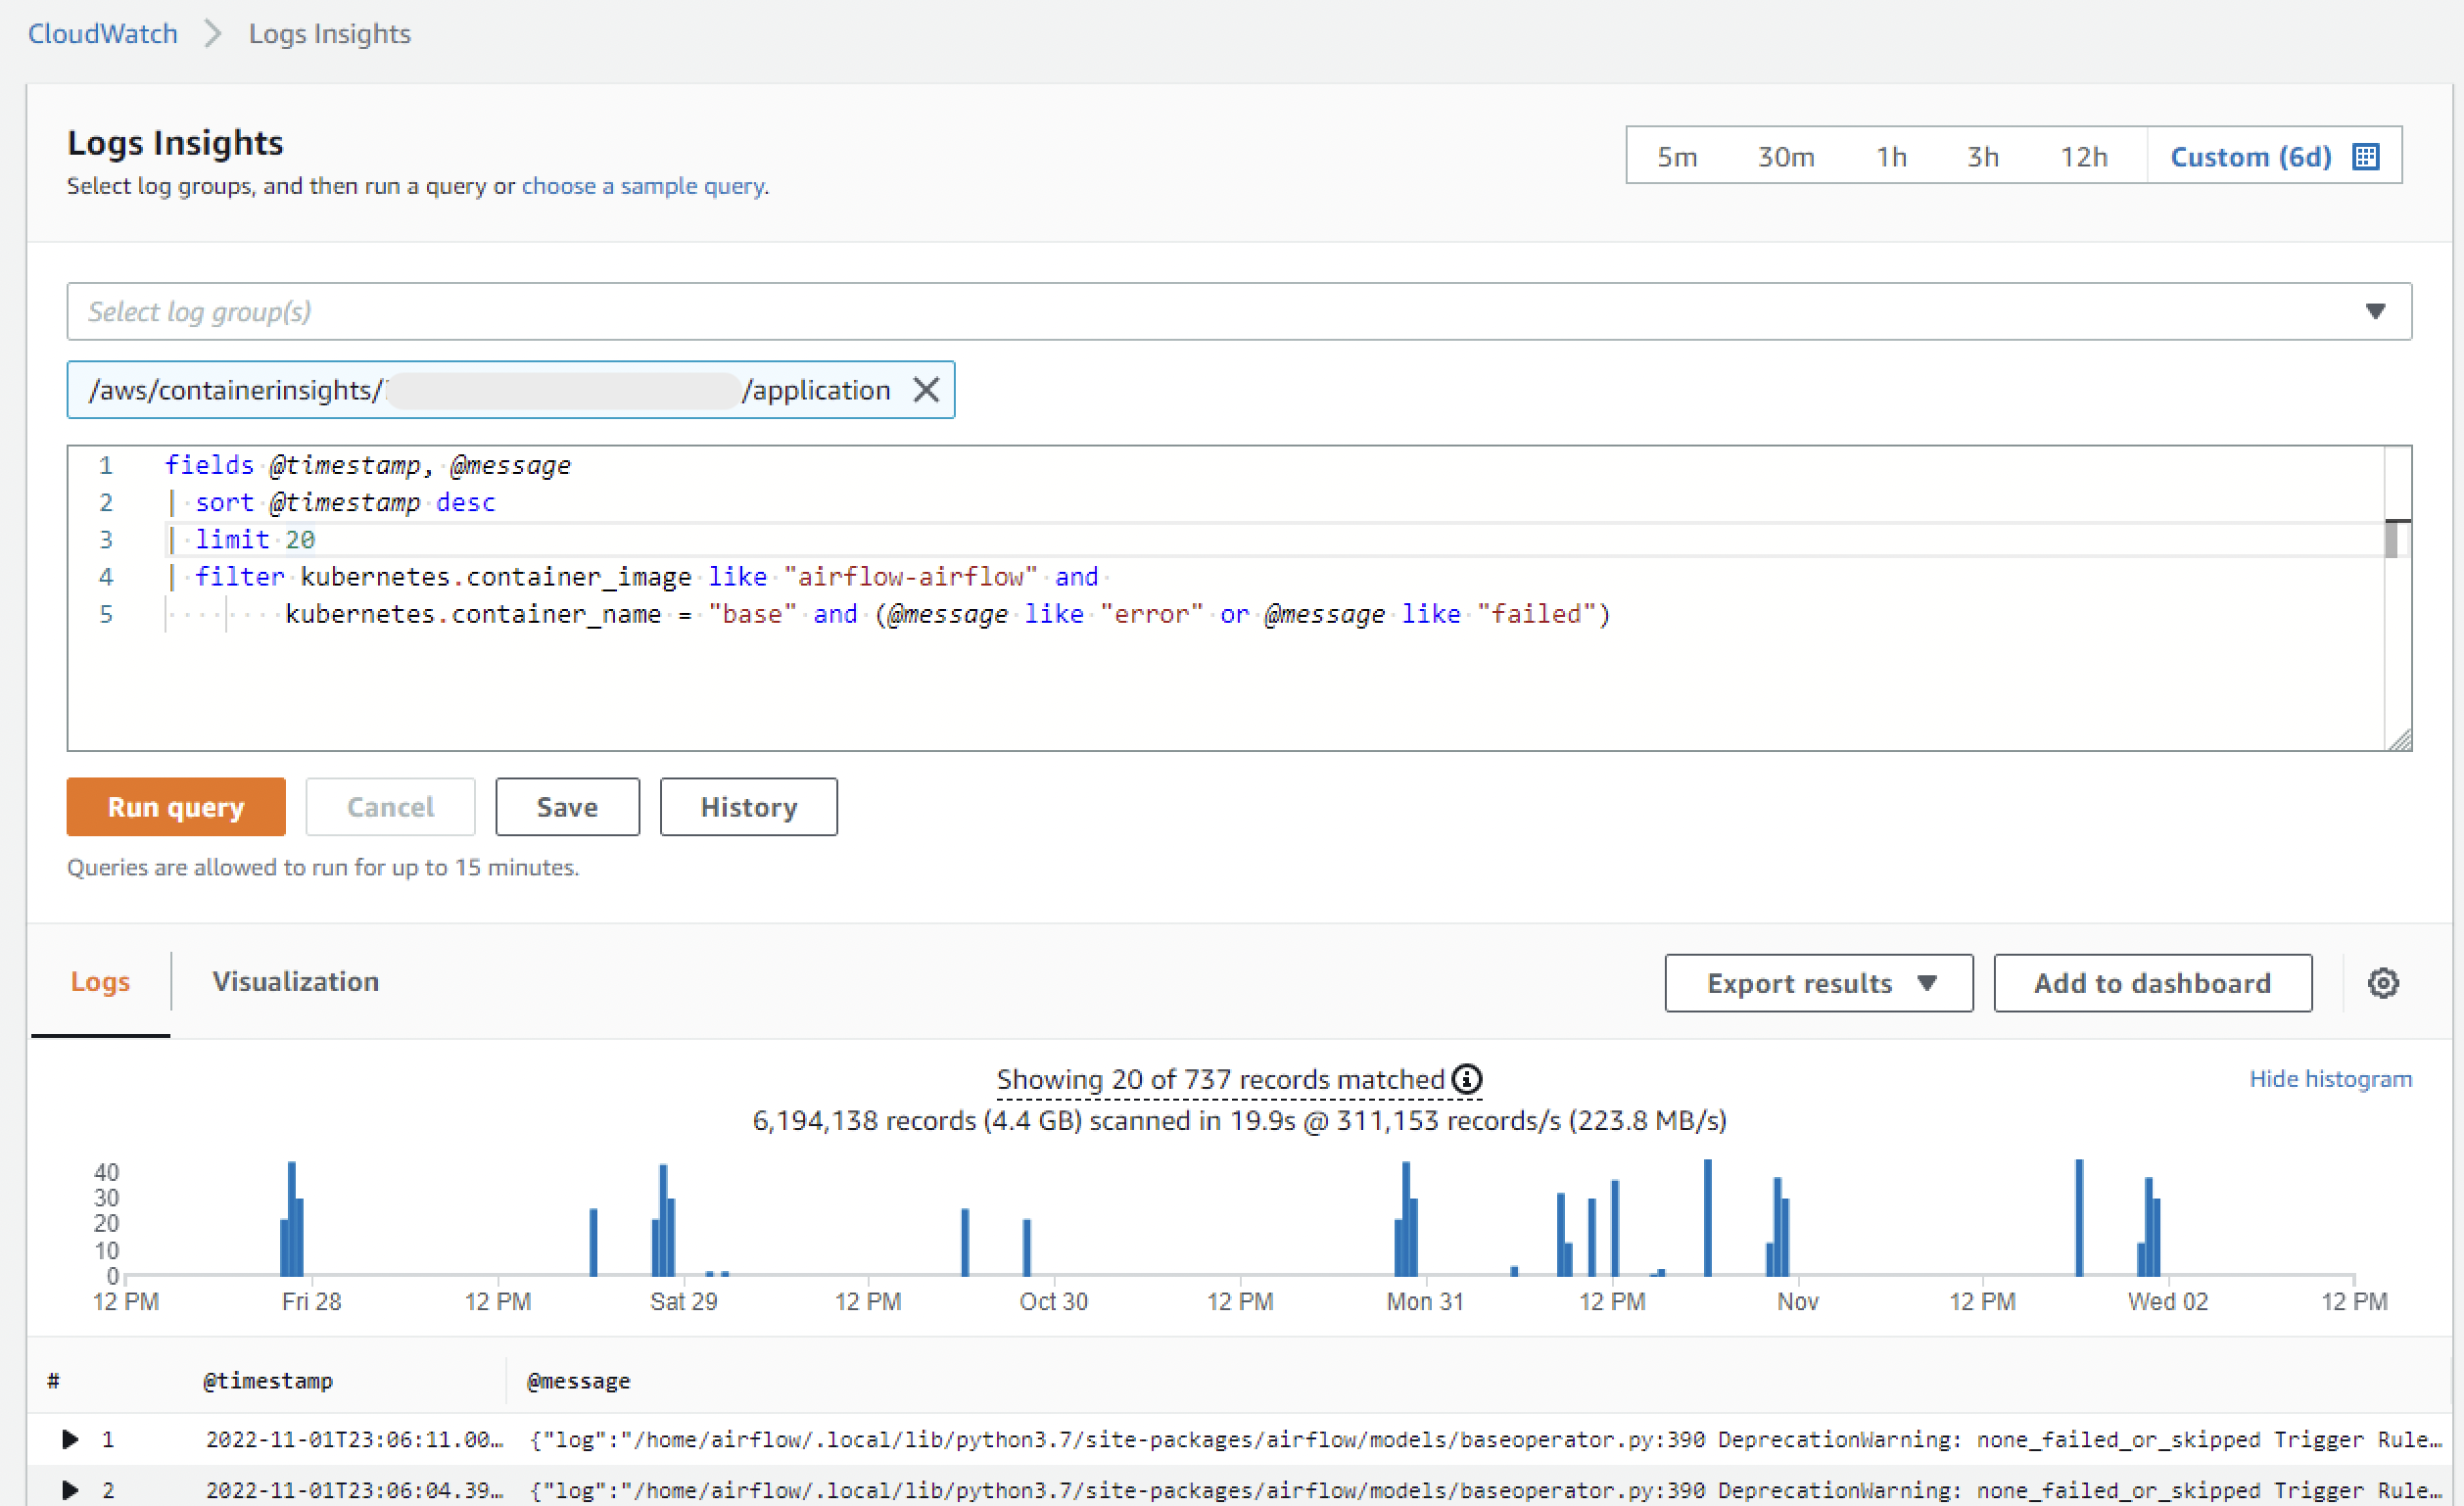 CloudWatch > Logs Insights
Logs Insights
Select log groups, and then run a query or choose a sample query.
5m 30m 1h 3h 12h Custom (6d)
Select log group(s)
/aws/containerinsights/ /application
1 fields @timestamp, @message
2 | sort @timestamp desc
3 | limit 20
4 | filter kubernetes.container_image like "airflow-airflow" and
5 kubernetes.container_name = "base" and (@message like "error" or @message like "failed")
Run query Cancel Save History
Queries are allowed to run for up to 15 minutes.
Logs Visualization Export results Add to dashboard
Showing 20 of 737 records matched
Hide histogram
6,194,138 records (4.4 GB) scanned in 19.9s @ 311,153 records/s (223.8 MB/s)
40
30
20
10
0
12 PM Fri 28 12 PM Sat 29 12 PM Oct 30 12 PM Mon 31 12 PM Nov 12 PM Wed 02 12 PM
# @timestamp @message
1 2022-11-01T23:06:11.00… {"log":"/home/airflow/.local/lib/python3.7/site-packages/airflow/models/baseoperator.py:390 DeprecationWarning: none_failed_or_skipped Trigger Rule…
2 2022-11-01T23:06:04.39… {"log":"/home/airflow/.local/lib/python3.7/site-packages/airflow/models/baseoperator.py:390 DeprecationWarning: none_failed_or_skipped Trigger Rule…